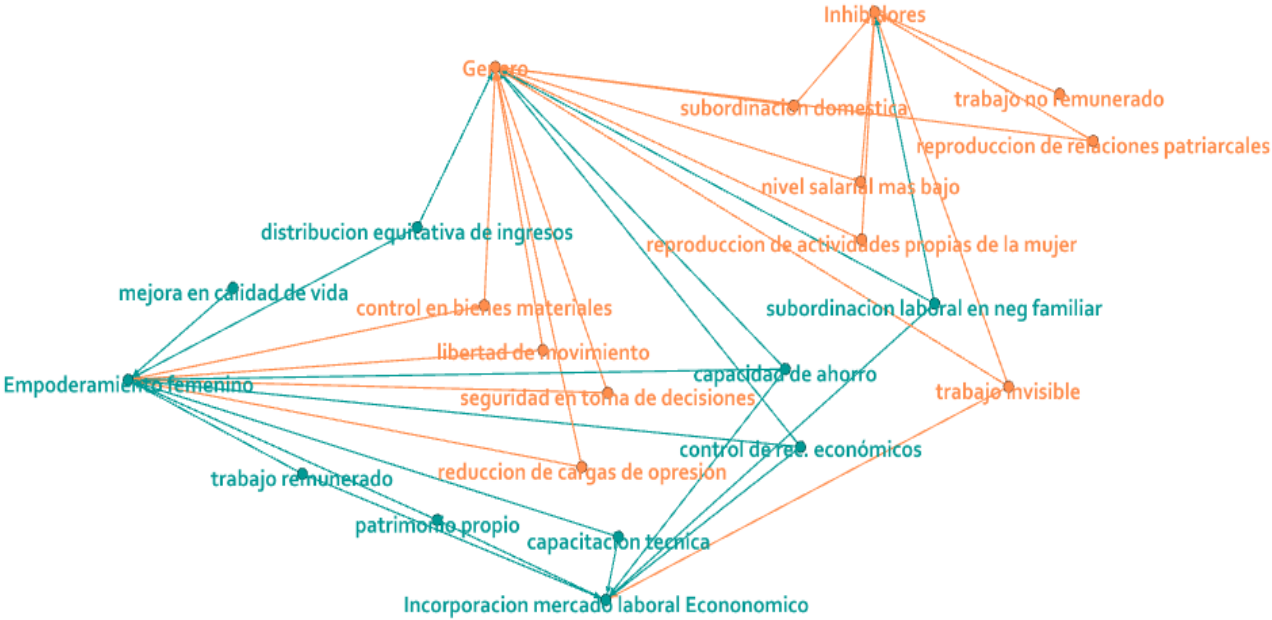 Inhibidores
Genero
trabajo no remunerado
subordinacion domestica
reproduccion de relaciones patriarcales
nivel salarial mas bajo
distribucion equitativa de ingresos
reproduccion de actividades propias de la mujer
mejora en calidad de vida
control en bienes materiales
subordinacion laboral en neg familiar
libertad de movimiento
capacidad de ahorro
Empoderamiento femenino
trabajo invisible
seguridad en toma de decisiones
control de rec. económicos
reduccion de cargas de opresión
trabajo remunerado
patrimonio propio
capacitacion tecnica
Incorporacion mercado laboral Econonomico